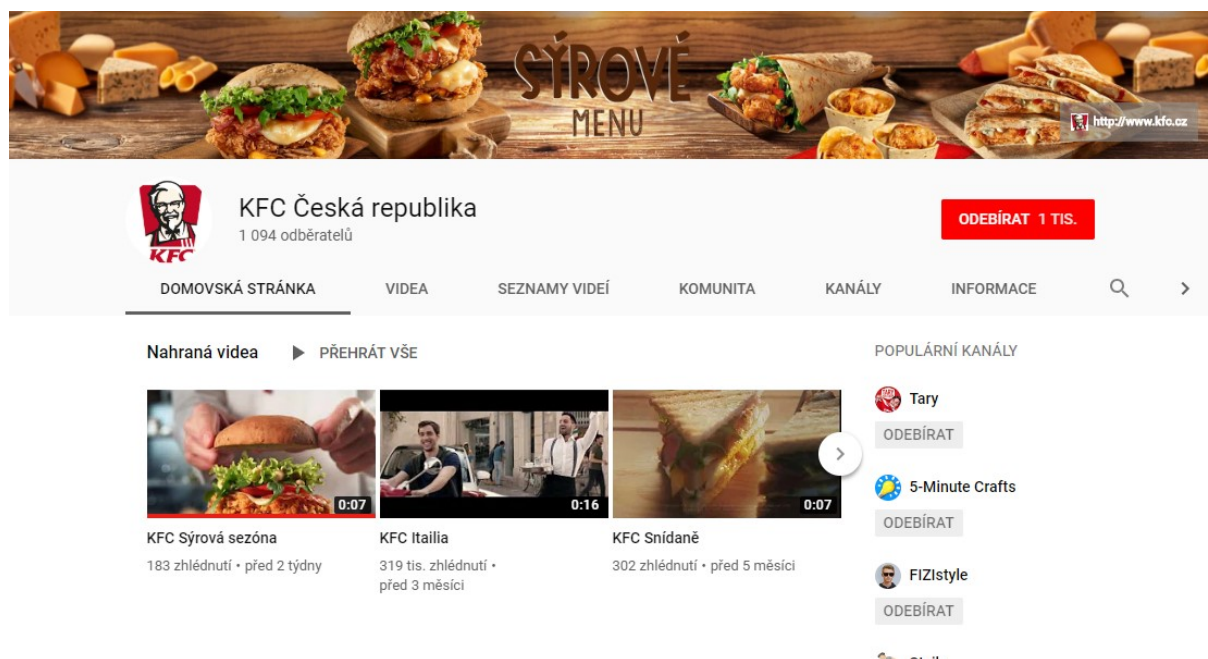 SÝROVÉ
MENU
http://www.kfc.cz
KFC
KFC Česká republika
1 094 odběratelů
ODEBÍRAT 1 TIS.
DOMOVSKÁ STRÁNKA VIDEA SEZNAMY VIDEÍ KOMUNITA KANÁLY INFORMACE
Nahraná videa PŘEHRÁT VŠE
0:07
0:16
0:07
KFC Sýrová sezóna
183 zhlédnutí • před 2 týdny
KFC Itailia
319 tis. zhlédnutí •
před 3 měsíci
KFC Snídaně
302 zhlédnutí • před 5 měsíci
POPULÁRNÍ KANÁLY
Tary
ODEBÍRAT
5-Minute Crafts
ODEBÍRAT
FIZIstyle
ODEBÍRAT